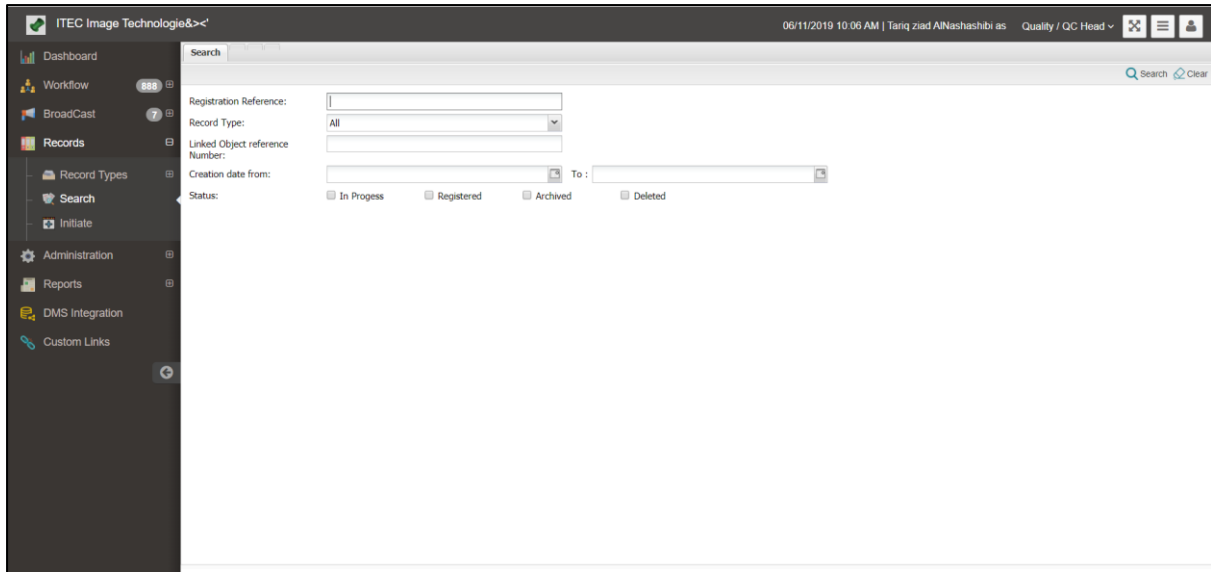 ITEC Image Technologie&><'
06/11/2019 10:06 AM | Tariq ziad AlNashashibi as Quality / QC Head
Dashboard
Workflow 888
BroadCast 7
Records
Record Types
Search
Initiate
Administration
Reports
DMS Integration
Custom Links
Search
Search Clear
Registration Reference:
Record Type: All
Linked Object reference
Number:
Creation date from: To :
Status: In Progess Registered Archived Deleted